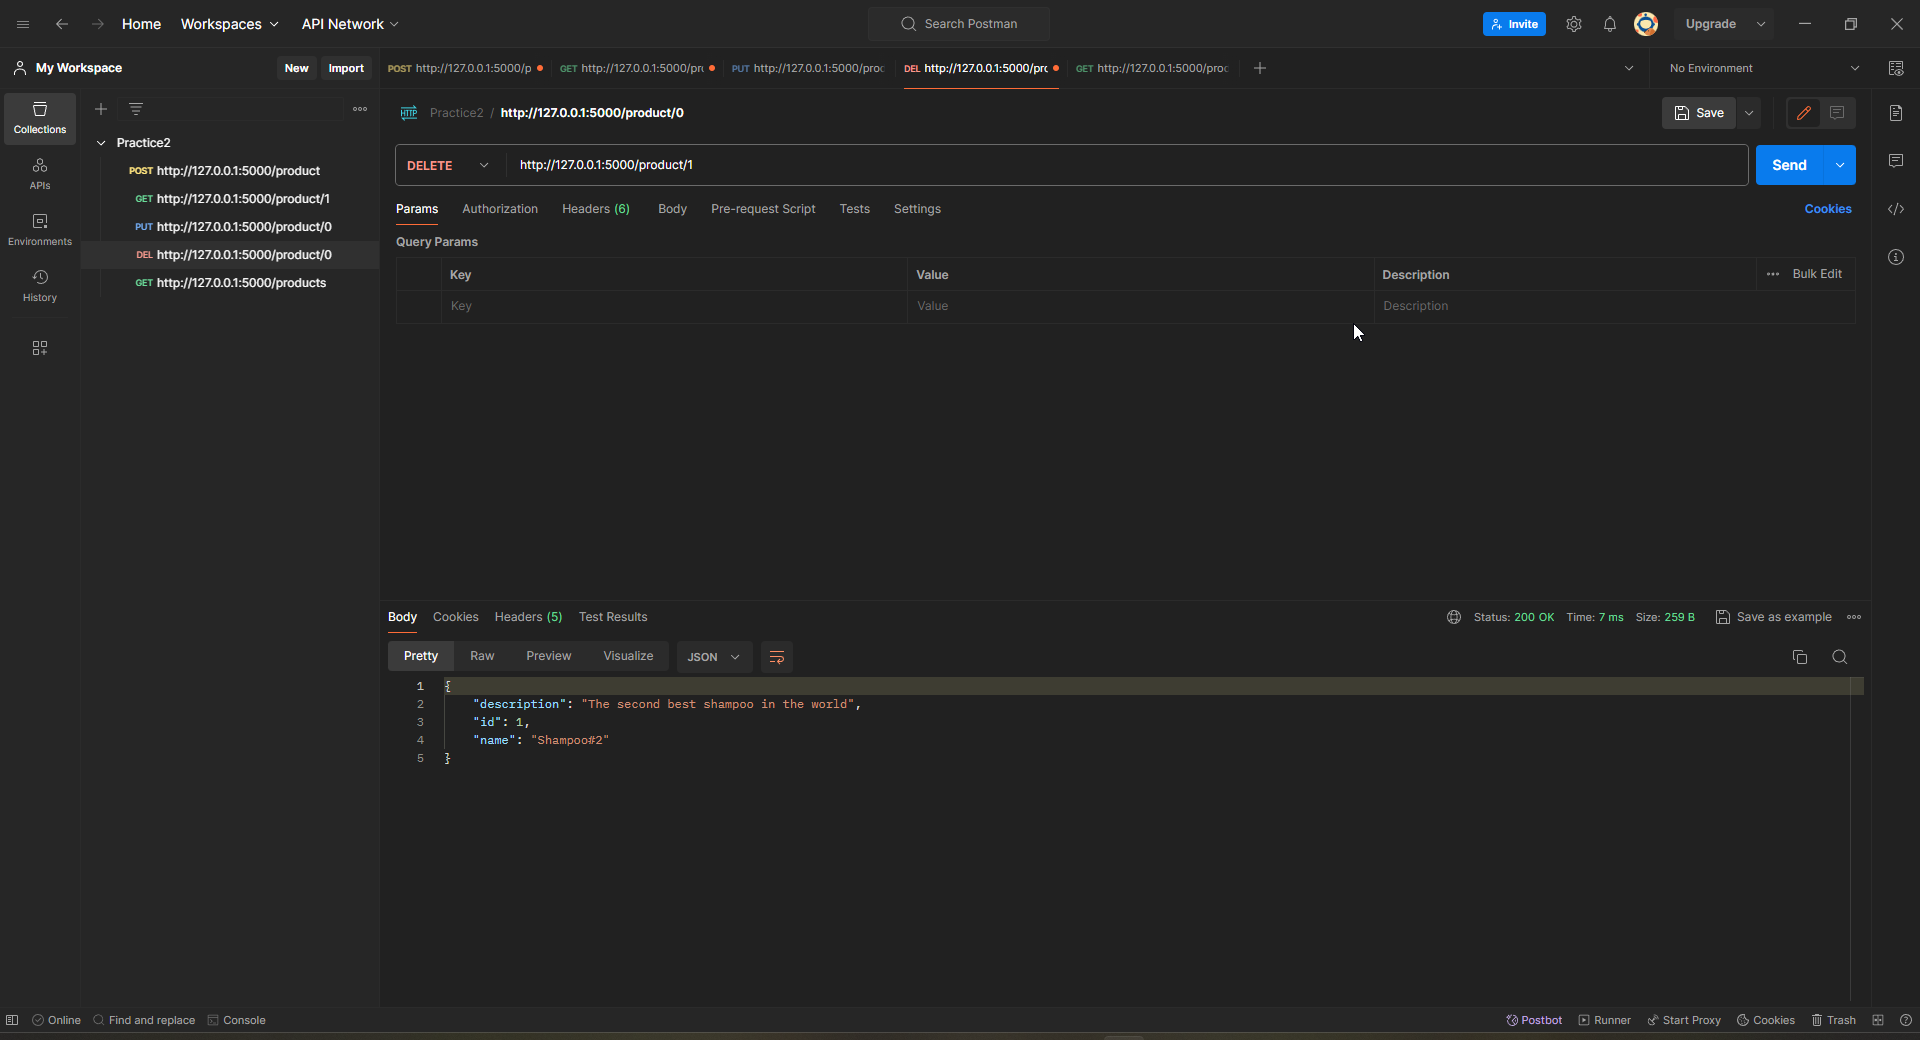 Home Workspaces API Network Search Postman Invite Upgrade
My Workspace New Import POST http://127.0.0.1:5000/p GET http://127.0.0.1:5000/pr PUT http://127.0.0.1:5000/proc DEL http://127.0.0.1:5000/prc GET http://127.0.0.1:5000/proc No Environment
Collections
APIs
Environments
History
Practice2
POST http://127.0.0.1:5000/product
GET http://127.0.0.1:5000/product/1
PUT http://127.0.0.1:5000/product/0
DEL http://127.0.0.1:5000/product/0
GET http://127.0.0.1:5000/products
HTTP Practice2 / http://127.0.0.1:5000/product/0 Save
DELETE http://127.0.0.1:5000/product/1 Send
Params Authorization Headers (6) Body Pre-request Script Tests Settings Cookies
Query Params
Key Value Description Bulk Edit
Key Value Description
Body Cookies Headers (5) Test Results Status: 200 OK Time: 7 ms Size: 259 B Save as example
Pretty Raw Preview Visualize JSON
1 {
2 "description": "The second best shampoo in the world",
3 "id": 1,
4 "name": "Shampoo#2"
5 }
Online Find and replace Console Postbot Runner Start Proxy Cookies Trash